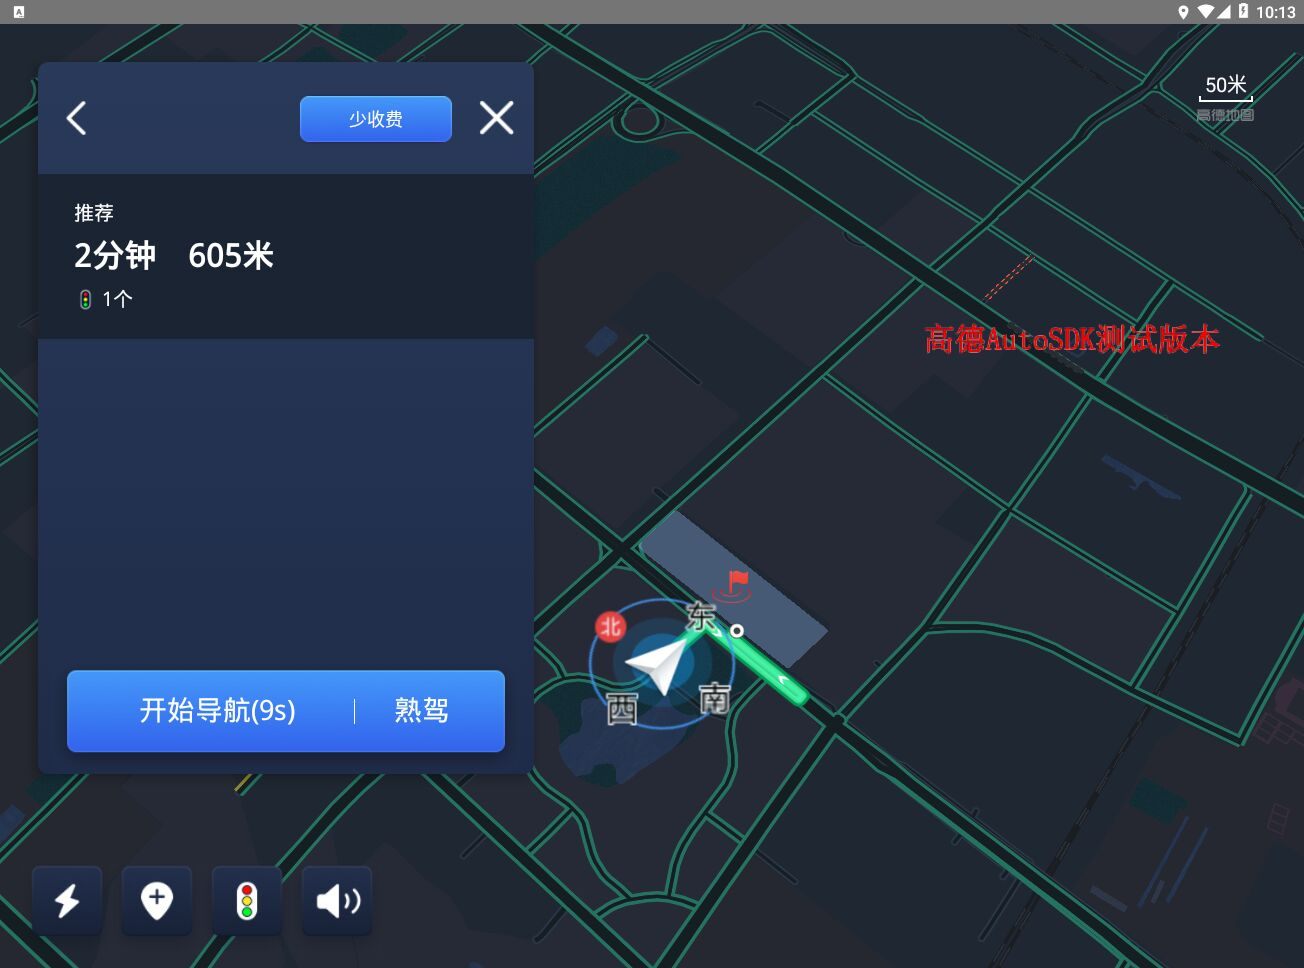 A
10:13
少收费
50米
高德地图
推荐
2分钟 605米
1个
高德AutoSDK测试版本
东
北
西
南
开始导航(9s) 熟驾